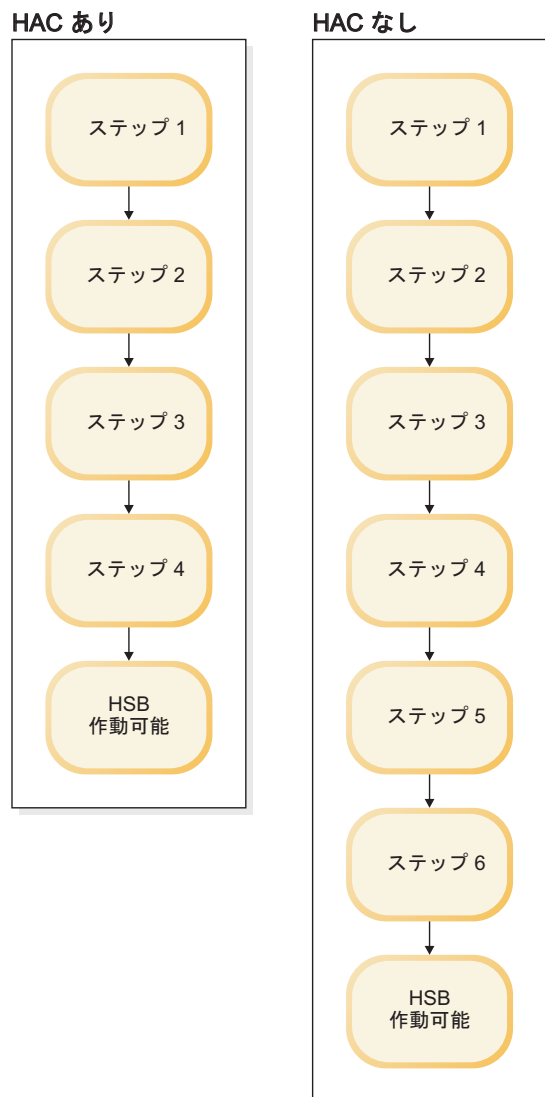 HAC あり
ステップ 1
ステップ 2
ステップ 3
ステップ 4
HSB
作動可能
HAC なし
ステップ 1
ステップ 2
ステップ 3
ステップ 4
ステップ 5
ステップ 6
HSB
作動可能